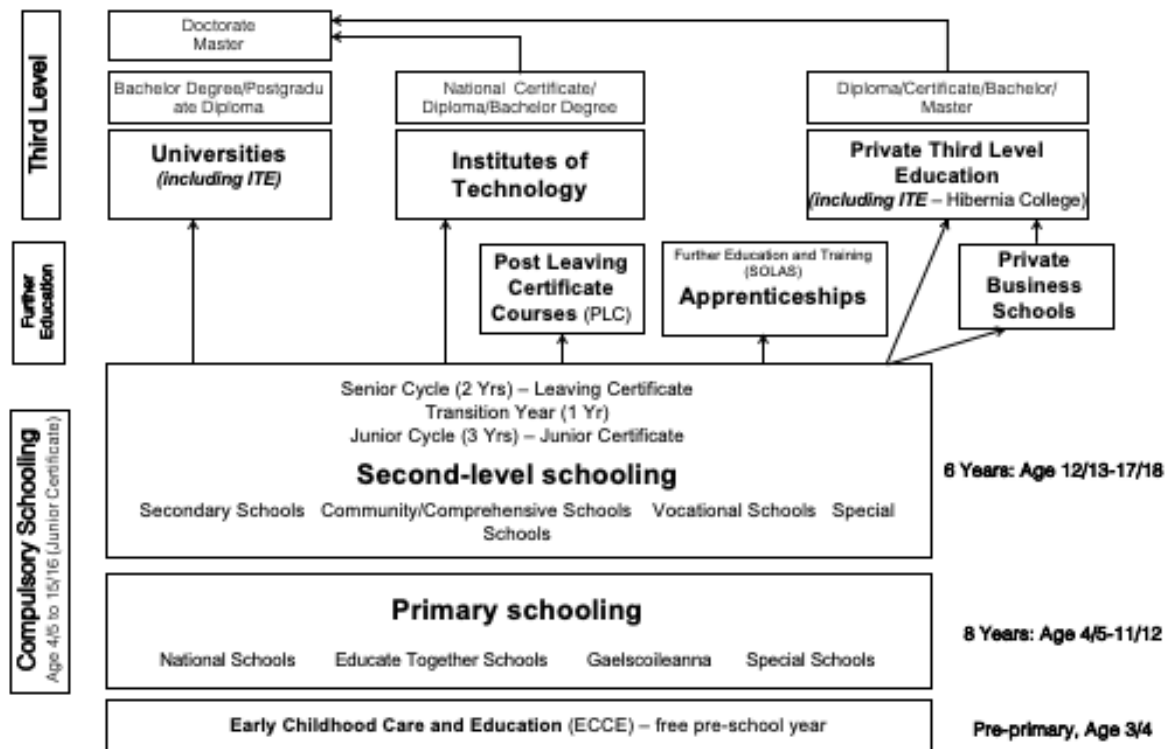 Third Level
Doctorate
Master
Bachelor Degree/Postgradu
ate Diploma
Universities
(including ITE)
National Certificate/
Diploma/Bachelor Degree
Institutes of
Technology
Diploma/Certificate/Bachelor/
Master
Private Third Level
Education
(including ITE – Hibernia College)
Further
Education
Post Leaving
Certificate
Courses (PLC)
Further Education and Training
(SOLAS)
Apprenticeships
Private
Business
Schools
Compulsory Schooling
Age 4/5 to 15/16 (Junior Certificate)
Senior Cycle (2 Yrs) – Leaving Certificate
Transition Year (1 Yr)
Junior Cycle (3 Yrs) – Junior Certificate
Second-level schooling
Secondary Schools Community/Comprehensive Schools Vocational Schools Special
Schools
6 Years: Age 12/13-17/18
Primary schooling
National Schools Educate Together Schools Gaelscoileanna Special Schools
8 Years: Age 4/5-11/12
Early Childhood Care and Education (ECCE) – free pre-school year
Pre-primary, Age 3/4